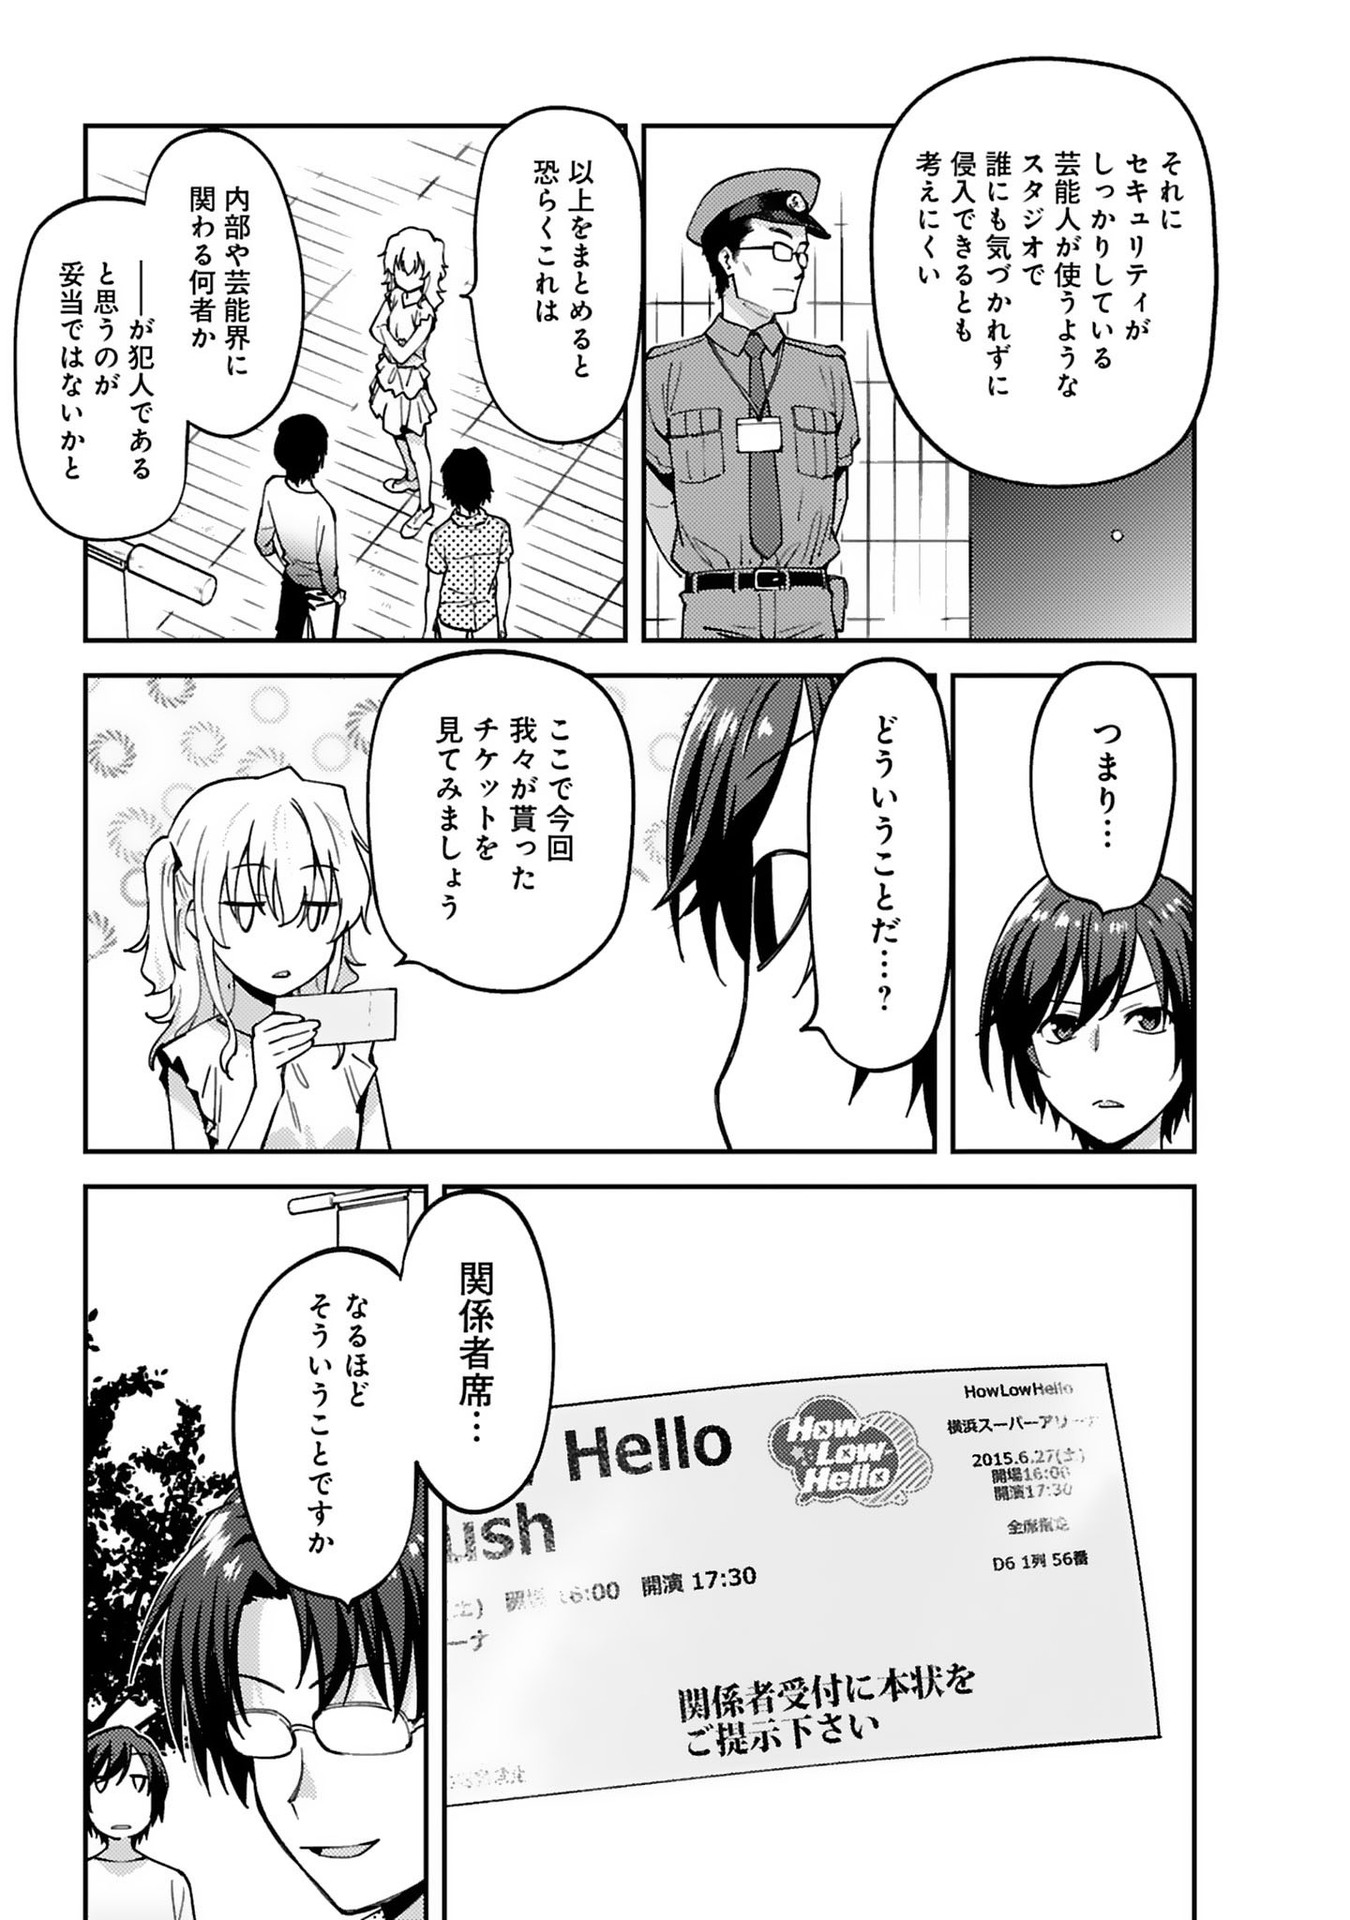 それに
セキュリティが
しっかりしている
芸能人が使うような
スタジオで
誰にも気づかれずに
侵入できるとも
考えにくい
以上をまとめると
恐らくこれは
内部や芸能界に
関わる何者か
――が犯人である
と思うのが
妥当ではないかと
つまり…
どういうことだ……?
ここで今回
我々が貰った
チケットを
見てみましょう
関係者席…
Hello
ush
(土) 開場 16:00 開演 17:30
ーナ
関係者受付に本状を
ご提示下さい
How
Low
Hello
HowLowHello
横浜スーパーアリーナ
2015.6.27(土)
開場16:00
開演17:30
全席指定
D6 1列 56番
なるほど
そういうことですか